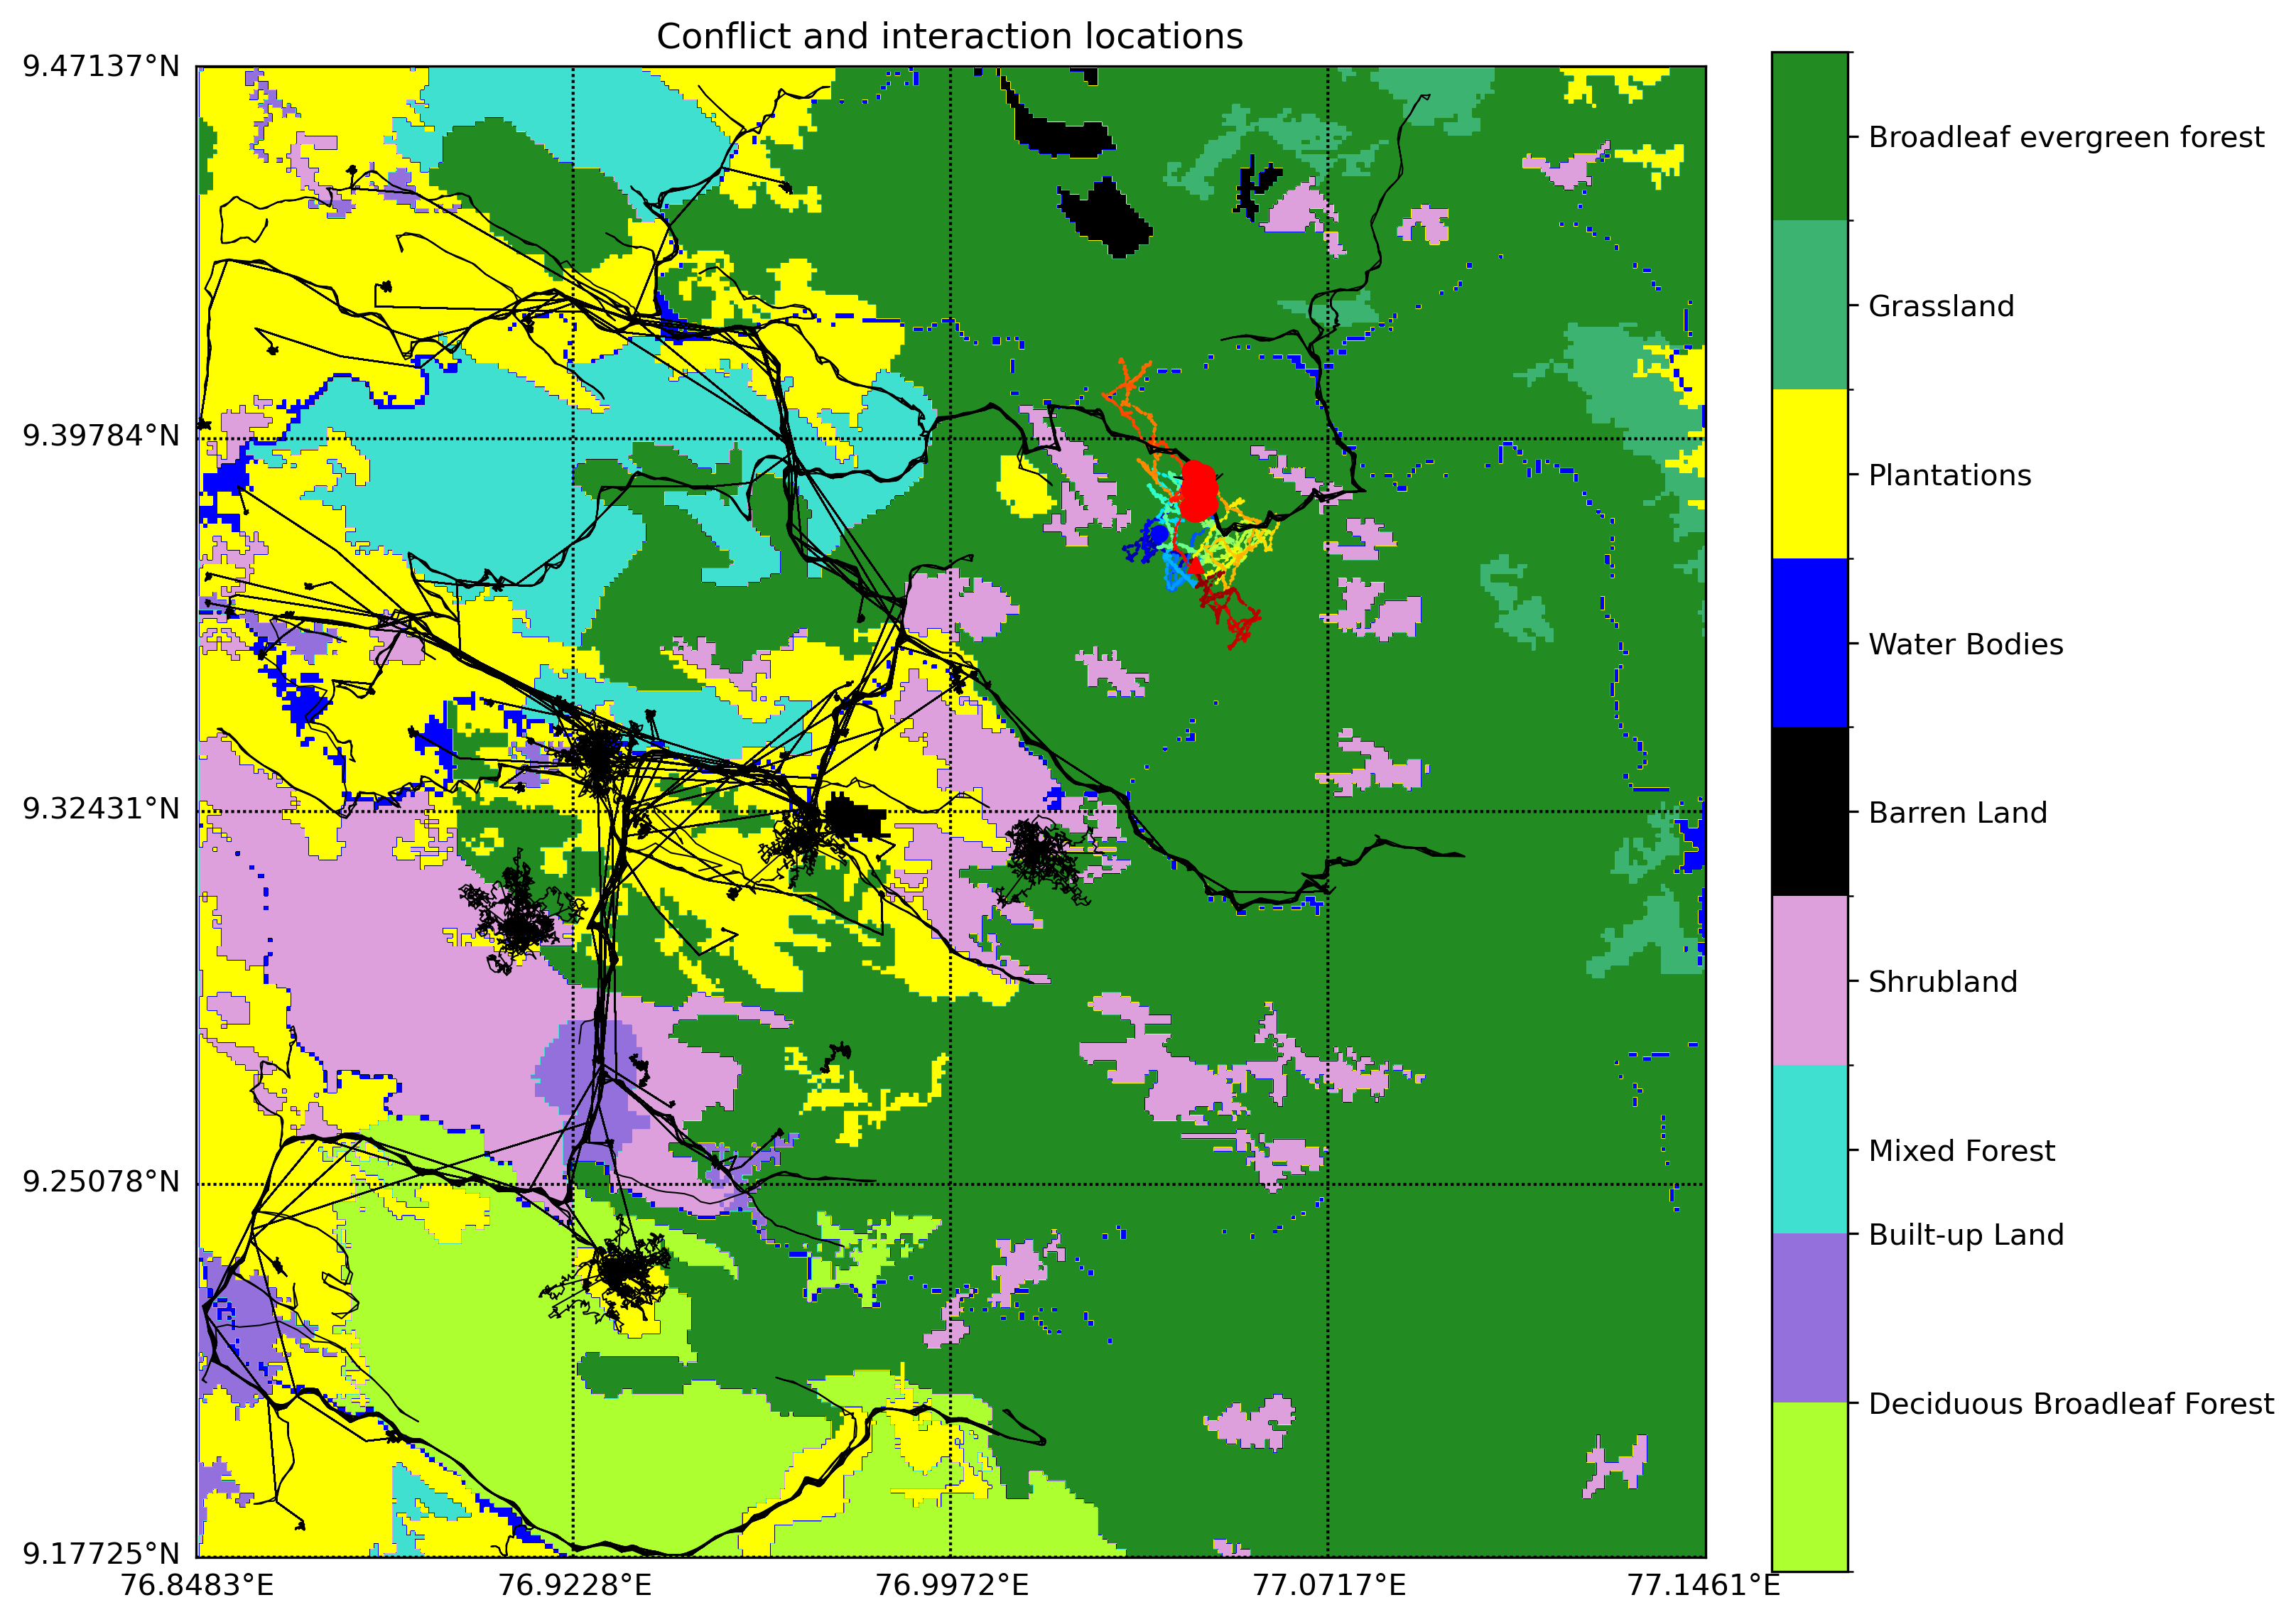 Conflict and interaction locations
9.47137°N
9.39784°N
9.32431°N
9.25078°N
9.17725°N
76.8483°E
76.9228°E
76.9972°E
77.0717°E
77.1461°E
Broadleaf evergreen forest
Grassland
Plantations
Water Bodies
Barren Land
Shrubland
Mixed Forest
Built-up Land
Deciduous Broadleaf Forest